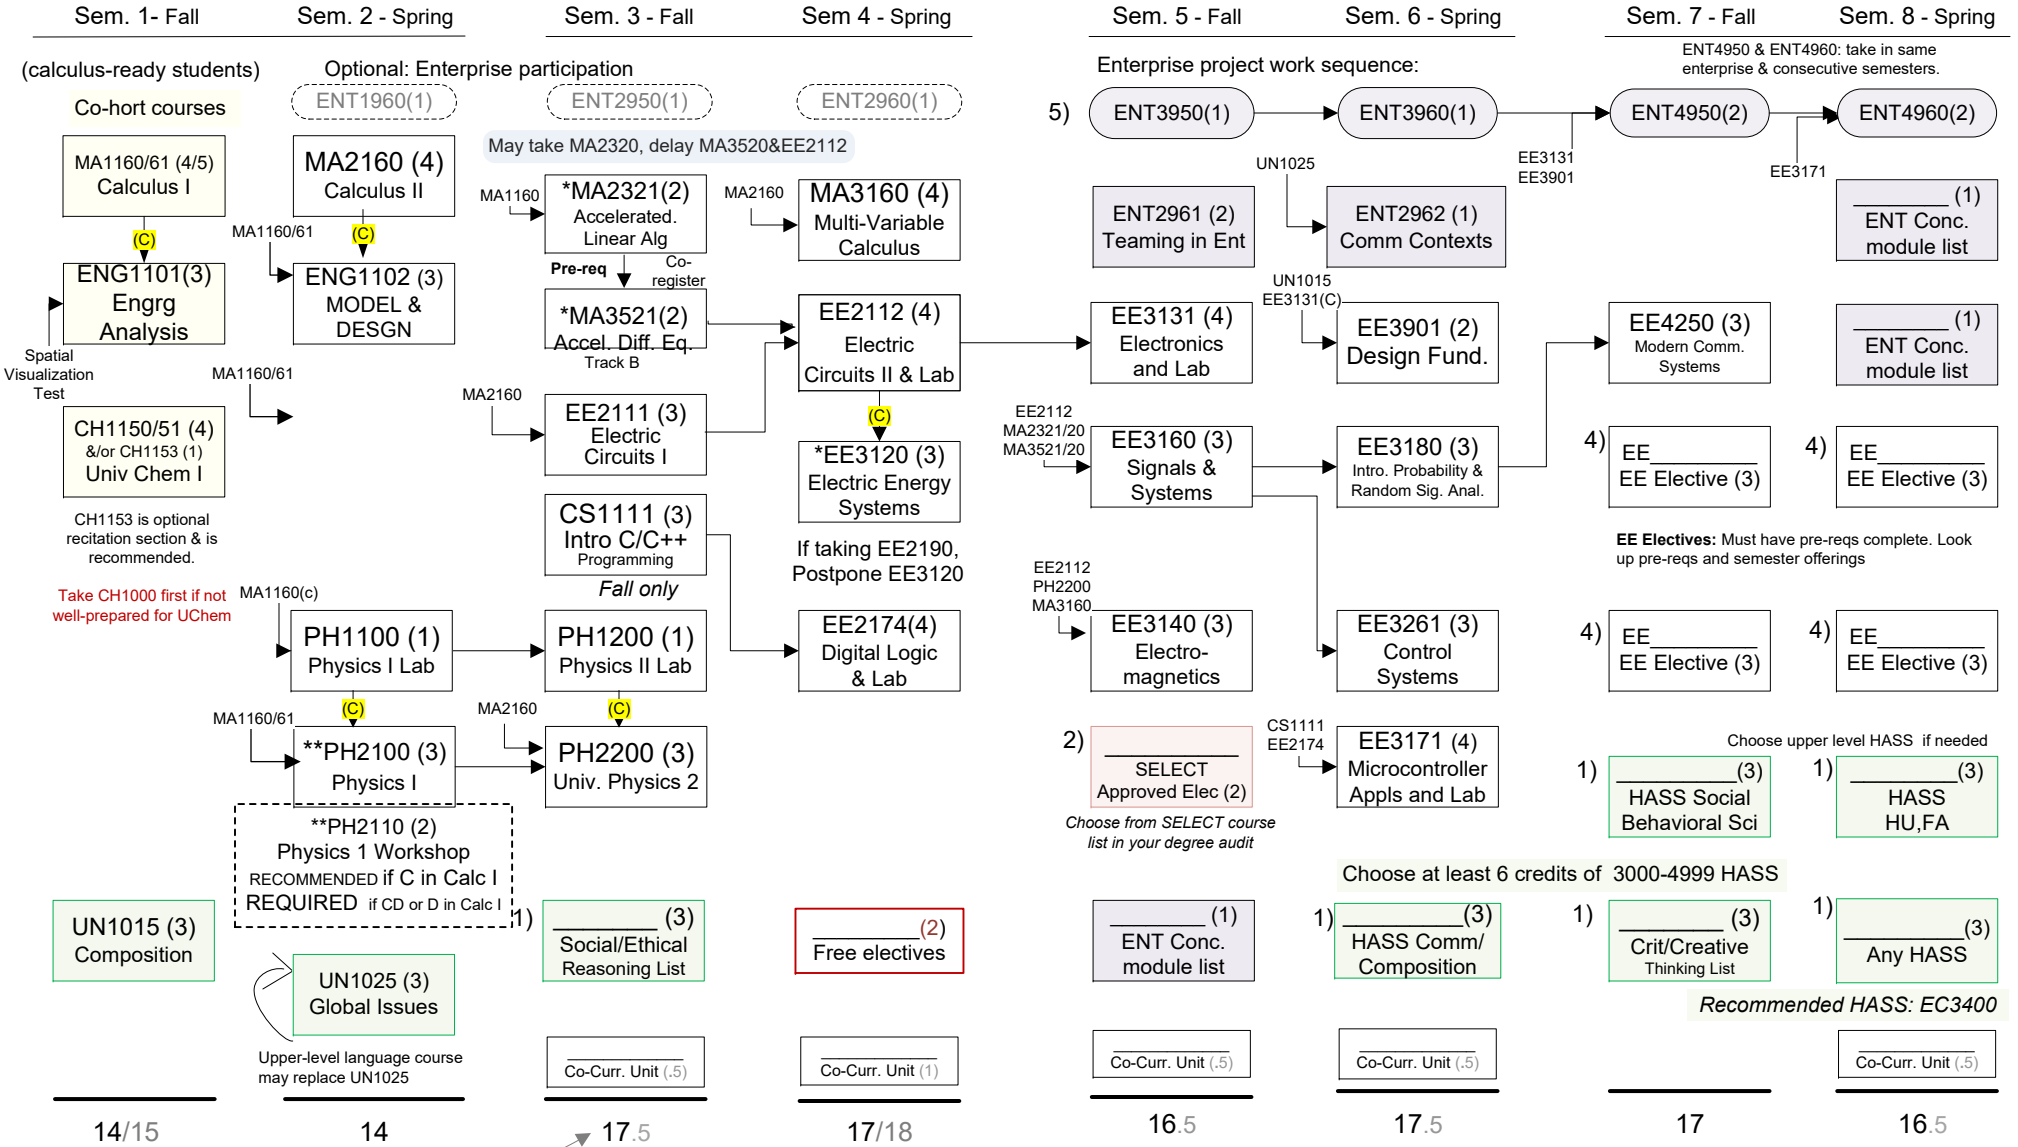 Sem. 1- Fall
Sem. 2 - Spring
Sem. 3 - Fall
Sem 4 - Spring
Sem. 5 - Fall
Sem. 6 - Spring
Sem. 7 - Fall
Sem. 8 - Spring
(calculus-ready students)
Optional: Enterprise participation
Enterprise project work sequence:
ENT4950 & ENT4960: take in same
enterprise & consecutive semesters.
Co-hort courses
ENT1960(1)
ENT2950(1)
ENT2960(1)
5)
ENT3950(1)
ENT3960(1)
ENT4950(2)
ENT4960(2)
May take MA2320, delay MA3520&EE2112
MA1160/61 (4/5)
Calculus I
(C)
MA2160 (4)
Calculus II
(C)
MA1160
*MA2321(2)
Accelerated.
Linear Alg
MA2160
MA3160 (4)
Multi-Variable
Calculus
ENT2961 (2)
Teaming in Ent
UN1025
ENT2962 (1)
Comm Contexts
EE3131
EE3901
EE3171
________ (1)
ENT Conc.
module list
MA1160/61
ENG1101(3)
Engrg
Analysis
Spatial
Visualization
Test
ENG1102 (3)
MODEL &
DESGN
Pre-req
Co-
register
*MA3521(2)
Accel. Diff. Eq.
Track B
EE2112 (4)
Electric
Circuits II & Lab
(C)
EE3131 (4)
Electronics
and Lab
UN1015
EE3131(C)
EE3901 (2)
Design Fund.
EE4250 (3)
Modern Comm.
Systems
________ (1)
ENT Conc.
module list
MA1160/61
CH1150/51 (4)
&/or CH1153 (1)
Univ Chem I
MA2160
EE2111 (3)
Electric
Circuits I
*EE3120 (3)
Electric Energy
Systems
EE2112
MA2321/20
MA3521/20
EE3160 (3)
Signals &
Systems
EE3180 (3)
Intro. Probability &
Random Sig. Anal.
4)
EE_________
EE Elective (3)
4)
EE_________
EE Elective (3)
CH1153 is optional
recitation section & is
recommended.
CS1111 (3)
Intro C/C++
Programming
Fall only
If taking EE2190,
Postpone EE3120
EE Electives: Must have pre-reqs complete. Look
up pre-reqs and semester offerings
Take CH1000 first if not
well-prepared for UChem
MA1160(c)
PH1100 (1)
Physics I Lab
(C)
PH1200 (1)
Physics II Lab
(C)
EE2174(4)
Digital Logic
& Lab
EE2112
PH2200
MA3160
EE3140 (3)
Electro-
magnetics
EE3261 (3)
Control
Systems
4)
EE_________
EE Elective (3)
4)
EE_________
EE Elective (3)
MA1160/61
**PH2100 (3)
Physics I
MA2160
PH2200 (3)
Univ. Physics 2
2)
__________
SELECT
Approved Elec (2)
Choose from SELECT course
list in your degree audit
CS1111
EE2174
EE3171 (4)
Microcontroller
Appls and Lab
Choose upper level HASS if needed
1)
_________(3)
HASS Social
Behavioral Sci
1)
________(3)
HASS
HU,FA
**PH2110 (2)
Physics 1 Workshop
RECOMMENDED if C in Calc I
REQUIRED if CD or D in Calc I
Choose at least 6 credits of 3000-4999 HASS
UN1015 (3)
Composition
UN1025 (3)
Global Issues
Upper-level language course
may replace UN1025
1)
________ (3)
Social/Ethical
Reasoning List
________(2)
Free electives
_______ (1)
ENT Conc.
module list
1)
_________(3)
HASS Comm/
Composition
1)
________ (3)
Crit/Creative
Thinking List
1)
_________(3)
Any HASS
Recommended HASS: EC3400
__________
Co-Curr. Unit (.5)
__________
Co-Curr. Unit (1)
__________
Co-Curr. Unit (.5)
__________
Co-Curr. Unit (.5)
__________
Co-Curr. Unit (.5)
14/15
14
17.5
17/18
16.5
17.5
17
16.5